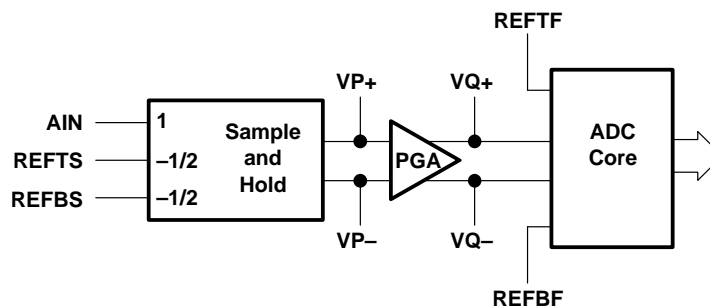 REFTF
VP+
VQ+
AIN
REFTS
REFBS
1
–1/2
–1/2
Sample
and
Hold
PGA
ADC
Core
VP–
VQ–
REFBF